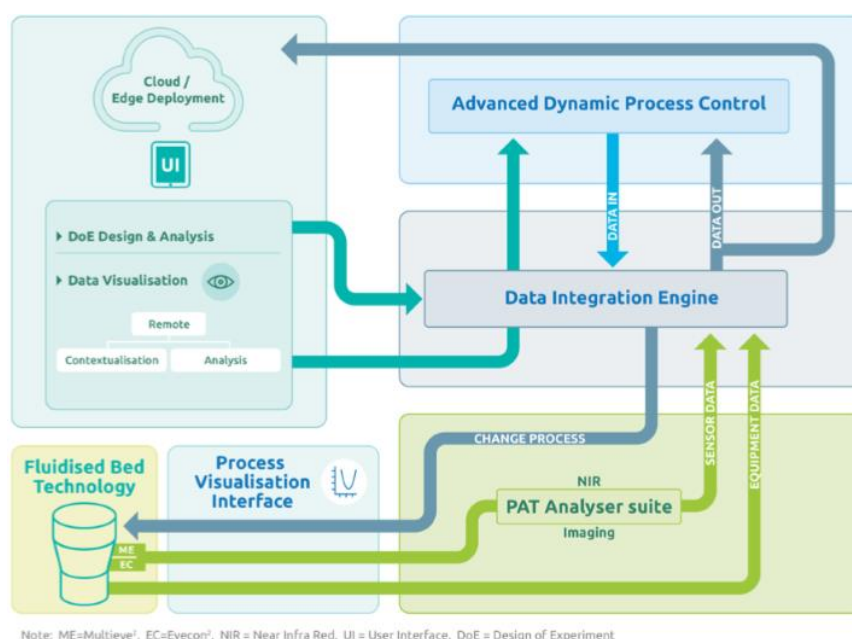 Cloud /
Edge Deployment
UI
▸ DoE Design & Analysis
▸ Data Visualisation
Remote
Contextualisation
Analysis
Advanced Dynamic Process Control
DATA IN
DATA OUT
Data Integration Engine
CHANGE PROCESS
SENSOR DATA
EQUIPMENT DATA
Fluidised Bed
Technology
ME
EC
Process
Visualisation
Interface
NIR
PAT Analyser suite
Imaging
Note: ME=Multieye², EC=Eyecon², NIR = Near Infra Red, UI = User Interface, DoE = Design of Experiment